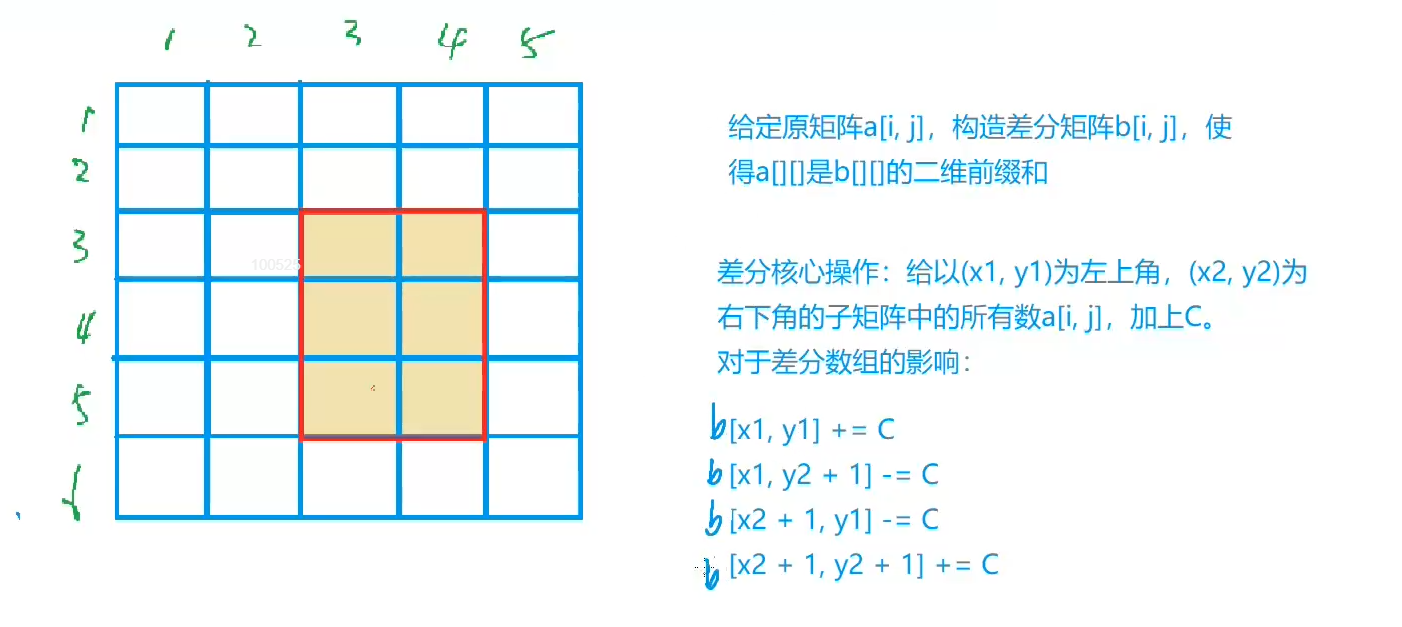 1 2 3 4 5
1
2
3
4
5
给定原矩阵a[i, j]，构造差分矩阵b[i, j]，使
得a[][]是b[][]的二维前缀和
100525
差分核心操作：给以(x1, y1)为左上角，(x2, y2)为
右下角的子矩阵中的所有数a[i, j]，加上C。
对于差分数组的影响：
b[x1, y1] += C
b[x1, y2 + 1] -= C
b[x2 + 1, y1] -= C
b[x2 + 1, y2 + 1] += C